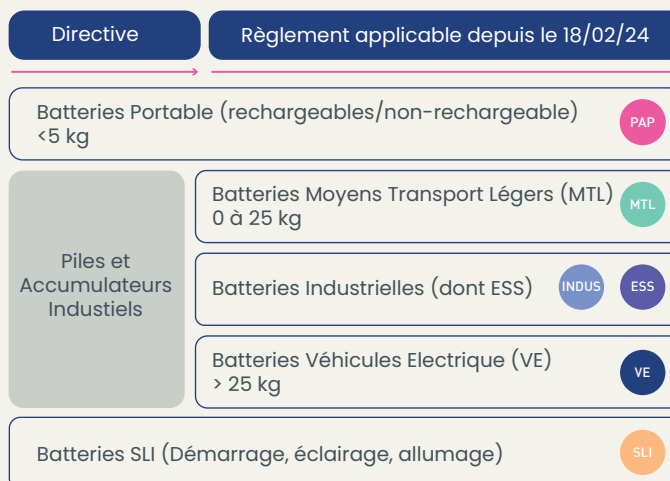 Directive
Règlement applicable depuis le 18/02/24
Batteries Portable (rechargeables/non-rechargeable)
<5 kg
PAP
Piles et
Accumulateurs
Industiels
Batteries Moyens Transport Légers (MTL)
0 à 25 kg
MTL
Batteries Industrielles (dont ESS)
INDUS
ESS
Batteries Véhicules Electrique (VE)
> 25 kg
VE
Batteries SLI (Démarrage, éclairage, allumage)
SLI